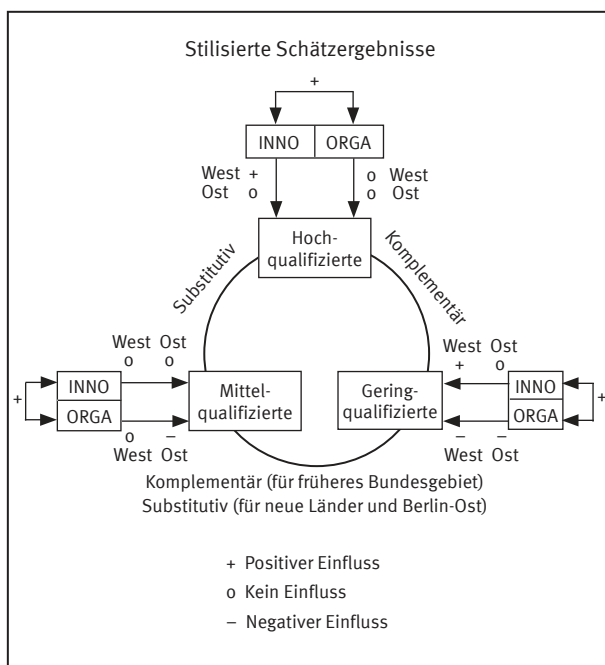 Stilisierte Schätzergebnisse
+
INNO ORGA
West + o West
Ost o o Ost
Hoch-
qualifizierte
Substitutiv
Komplementär
West Ost
o o
INNO
ORGA
+
o –
West Ost
Mittel-
qualifizierte
Gering-
qualifizierte
West Ost
+ o
INNO
ORGA
+
– –
West Ost
Komplementär (für früheres Bundesgebiet)
Substitutiv (für neue Länder und Berlin-Ost)
+ Positiver Einfluss
o Kein Einfluss
– Negativer Einfluss